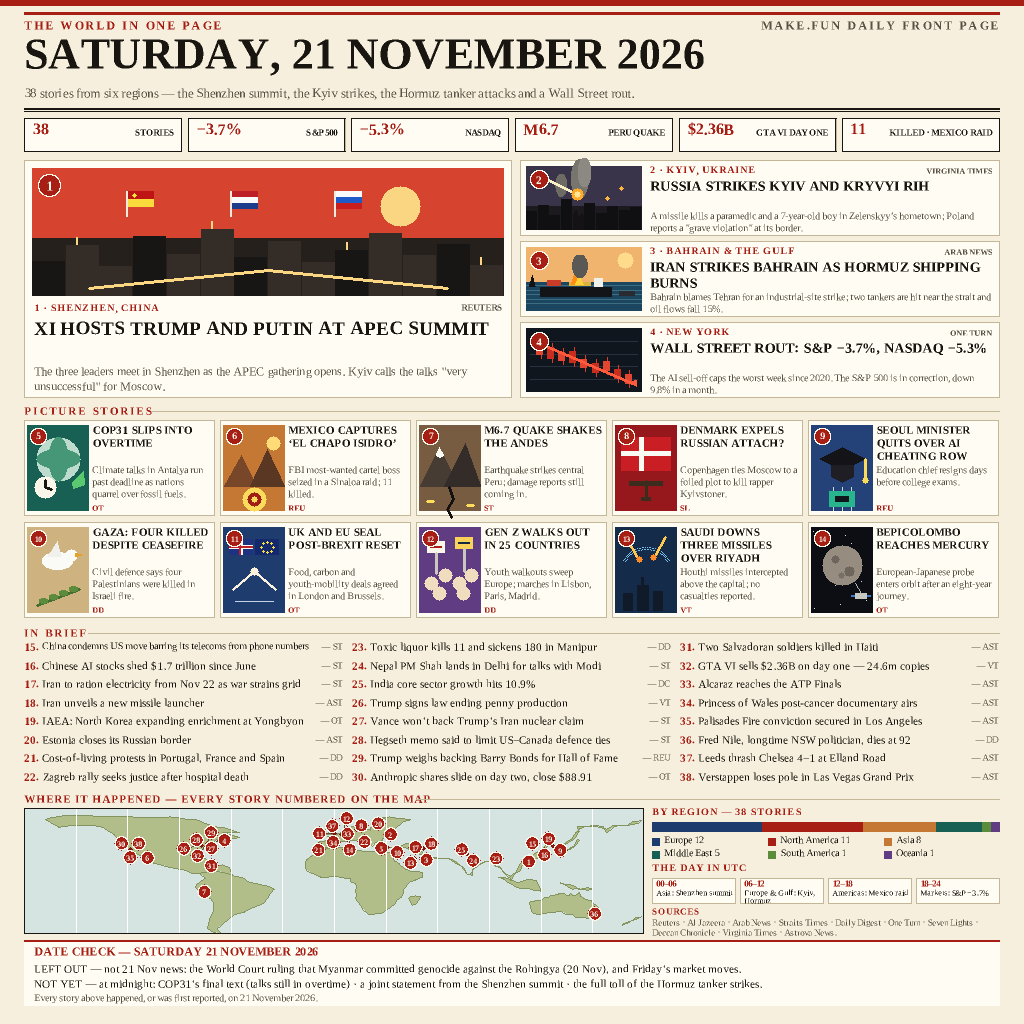 THE WORLD IN ONE PAGE
MAKE.FUN DAILY FRONT PAGE
SATURDAY, 21 NOVEMBER 2026
38 stories from six regions — the Shenzhen summit, the Kyiv strikes, the Hormuz tanker attacks and a Wall Street rout.
38 STORIES
−3.7% S&P 500
−5.3% NASDAQ
M6.7 PERU QUAKE
$2.36B GTA VI DAY ONE
11 KILLED · MEXICO RAID
1
1 · SHENZHEN, CHINA
REUTERS
XI HOSTS TRUMP AND PUTIN AT APEC SUMMIT
The three leaders meet in Shenzhen as the APEC gathering opens. Kyiv calls the talks "very
unsuccessful" for Moscow.
2
2 · KYIV, UKRAINE
VIRGINIA TIMES
RUSSIA STRIKES KYIV AND KRYVYI RIH
A missile kills a paramedic and a 7-year-old boy in Zelenskyy's hometown; Poland
reports a "grave violation" at its border.
3
3 · BAHRAIN & THE GULF
ARAB NEWS
IRAN STRIKES BAHRAIN AS HORMUZ SHIPPING
BURNS
Bahrain blames Tehran for an industrial-site strike; two tankers are hit near the strait and
oil flows fall 15%.
4
4 · NEW YORK
ONE TURN
WALL STREET ROUT: S&P −3.7%, NASDAQ −5.3%
The AI sell-off caps the worst week since 2020. The S&P 500 is in correction, down
9.8% in a month.
PICTURE STORIES
5
COP31 SLIPS INTO
OVERTIME
Climate talks in Antalya run
past deadline as nations
quarrel over fossil fuels.
OT
6
MEXICO CAPTURES
‘EL CHAPO ISIDRO’
FBI most-wanted cartel boss
seized in a Sinaloa raid; 11
killed.
REU
7
M6.7 QUAKE SHAKES
THE ANDES
Earthquake strikes central
Peru; damage reports still
coming in.
ST
8
DENMARK EXPELS
RUSSIAN ATTACH?
Copenhagen ties Moscow to a
foiled plot to kill rapper
Kyivstoner.
SL
9
SEOUL MINISTER
QUITS OVER AI
CHEATING ROW
Education chief resigns days
before college exams.
REU
10
GAZA: FOUR KILLED
DESPITE CEASEFIRE
Civil defence says four
Palestinians were killed in
Israeli fire.
DD
11
UK AND EU SEAL
POST-BREXIT RESET
Food, carbon and
youth-mobility deals agreed
in London and Brussels.
OT
12
GEN Z WALKS OUT
IN 25 COUNTRIES
Youth walkouts sweep
Europe; marches in Lisbon,
Paris, Madrid.
DD
13
SAUDI DOWNS
THREE MISSILES
OVER RIYADH
Houthi missiles intercepted
above the capital; no
casualties reported.
VT
14
BEPICOLOMBO
REACHES MERCURY
European-Japanese probe
enters orbit after an eight-year
journey.
OT
IN BRIEF
15. China condemns US move barring its telecoms from phone numbers — ST
16. Chinese AI stocks shed $1.7 trillion since June — ST
17. Iran to ration electricity from Nov 22 as war strains grid — ST
18. Iran unveils a new missile launcher — AST
19. IAEA: North Korea expanding enrichment at Yongbyon — OT
20. Estonia closes its Russian border — AST
21. Cost-of-living protests in Portugal, France and Spain — DD
22. Zagreb rally seeks justice after hospital death — DD
23. Toxic liquor kills 11 and sickens 180 in Manipur — DD
24. Nepal PM Shah lands in Delhi for talks with Modi — ST
25. India core sector growth hits 10.9% — DC
26. Trump signs law ending penny production — VT
27. Vance won’t back Trump’s Iran nuclear claim — ST
28. Hegseth memo said to limit US–Canada defence ties — ST
29. Trump weighs backing Barry Bonds for Hall of Fame — REU
30. Anthropic shares slide on day two, close $88.91 — OT
31. Two Salvadoran soldiers killed in Haiti — AST
32. GTA VI sells $2.36B on day one — 24.6m copies — VT
33. Alcaraz reaches the ATP Finals — AST
34. Princess of Wales post-cancer documentary airs — AST
35. Palisades Fire conviction secured in Los Angeles — AST
36. Fred Nile, longtime NSW politician, dies at 92 — DD
37. Leeds thrash Chelsea 4–1 at Elland Road — AST
38. Verstappen loses pole in Las Vegas Grand Prix — AST
WHERE IT HAPPENED — EVERY STORY NUMBERED ON THE MAP
BY REGION — 38 STORIES
Europe 12
North America 11
Asia 8
Middle East 5
South America 1
Oceania 1
THE DAY IN UTC
00–06
Asia: Shenzhen summit
06–12
Europe & Gulf: Kyiv,
Hormuz
12–18
Americas: Mexico raid
18–24
Markets: S&P −3.7%
SOURCES
Reuters · Al Jazeera · Arab News · Straits Times · Daily Digest · One Turn · Seven Lights ·
Deccan Chronicle · Virginia Times · Astrova News.
DATE CHECK — SATURDAY 21 NOVEMBER 2026
LEFT OUT — not 21 Nov news: the World Court ruling that Myanmar committed genocide against the Rohingya (20 Nov), and Friday’s market moves.
NOT YET — at midnight: COP31’s final text (talks still in overtime) · a joint statement from the Shenzhen summit · the full toll of the Hormuz tanker strikes.
Every story above happened, or was first reported, on 21 November 2026.